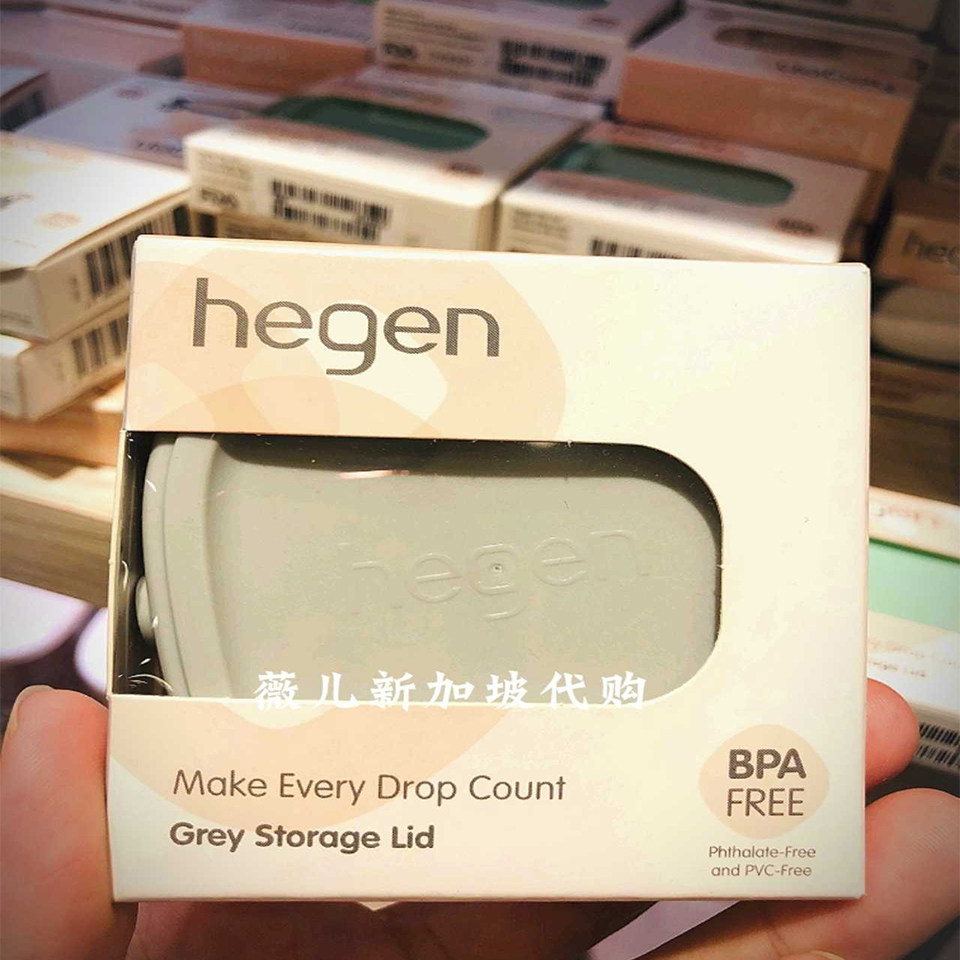 hegen
hegen
薇儿新加坡代购
Make Every Drop Count
Grey Storage Lid
BPA
FREE
Phthalate-Free
and PVC-Free